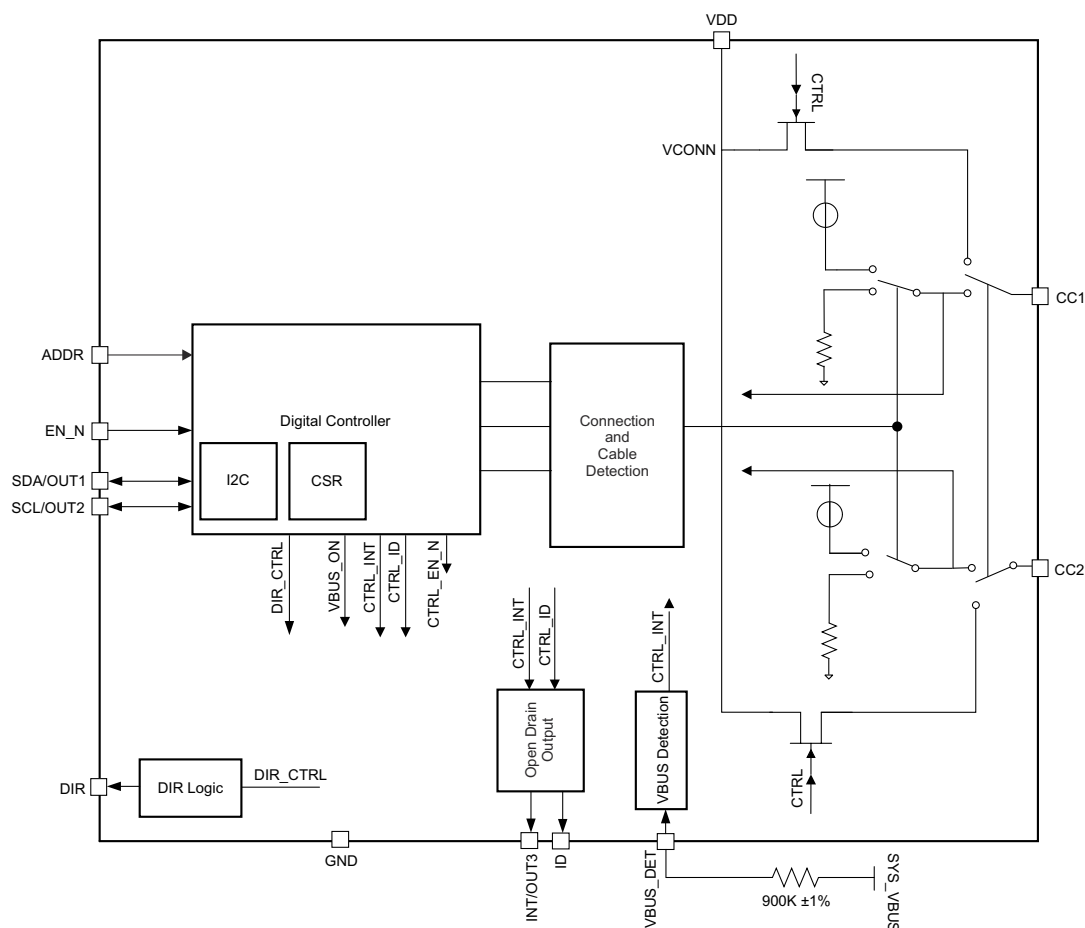 VDD
CTRL
VCONN
CC1
ADDR
EN_N
SDA/OUT1
SCL/OUT2
Digital Controller
I2C
CSR
Connection
and
Cable
Detection
DIR_CTRL
VBUS_ON
CTRL_INT
CTRL_ID
CTRL_EN_N
CC2
CTRL_INT
CTRL_ID
CTRL_INT
Open Drain
Output
VBUS Detection
CTRL
DIR
DIR Logic
DIR_CTRL
GND
INT/OUT3
ID
VBUS_DET
900K ±1%
SYS_VBUS